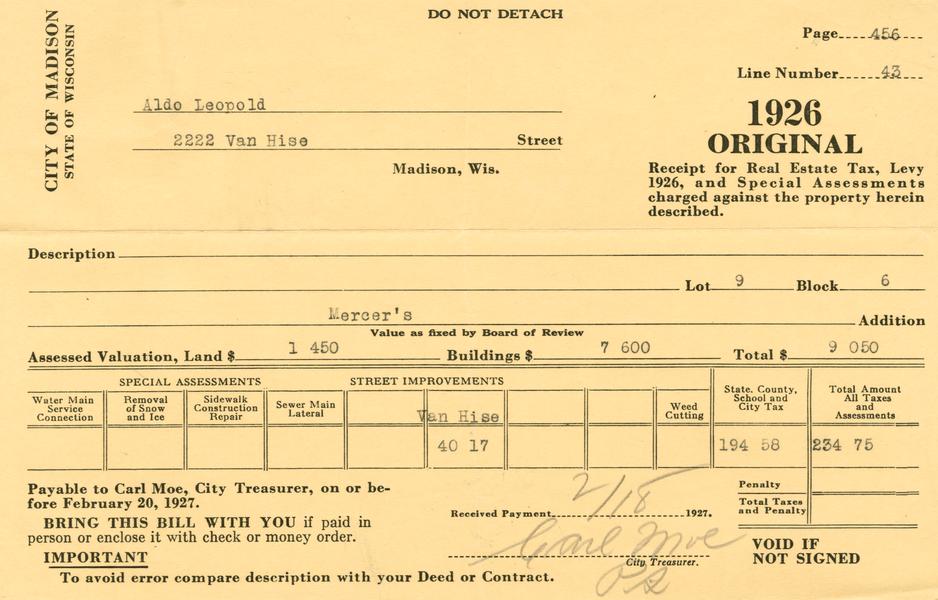 DO NOT DETACH
CITY OF MADISON
STATE OF WISCONSIN
Page 456
Line Number 43
Aldo Leopold
2222 Van Hise Street
Madison, Wis.
1926
ORIGINAL
Receipt for Real Estate Tax, Levy
1926, and Special Assessments
charged against the property herein
described.
Description
Lot 9 Block 6
Mercer's Addition
Value as fixed by Board of Review
Assessed Valuation, Land $ 1 450 Buildings $ 7 600 Total $ 9 050
SPECIAL ASSESSMENTS STREET IMPROVEMENTS
Water Main Service Connection
Removal of Snow and Ice
Sidewalk Construction Repair
Sewer Main Lateral
Van Hise
Weed Cutting
State, County, School and City Tax
Total Amount All Taxes and Assessments
40 17 194 58 234 75
Payable to Carl Moe, City Treasurer, on or be-
fore February 20, 1927.
BRING THIS BILL WITH YOU if paid in
person or enclose it with check or money order.
IMPORTANT
To avoid error compare description with your Deed or Contract.
Received Payment 2/18 1927.
Carl Moe
City Treasurer.
Penalty
Total Taxes and Penalty
VOID IF
NOT SIGNED